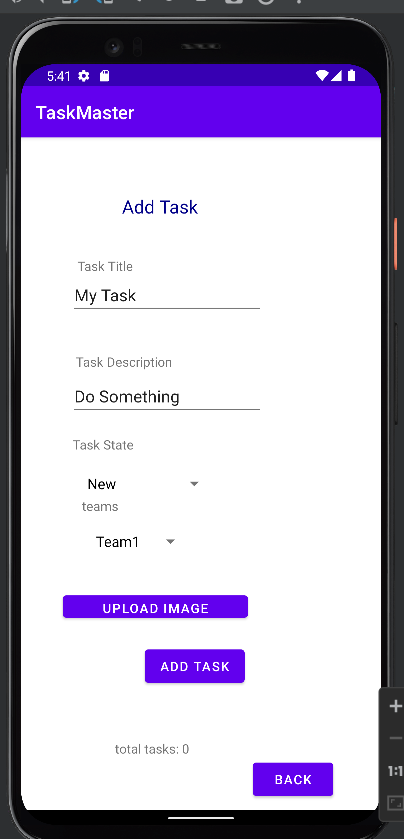 5:41
TaskMaster
Add Task
Task Title
My Task
Task Description
Do Something
Task State
New
teams
Team1
UPLOAD IMAGE
ADD TASK
total tasks: 0
BACK
1:1